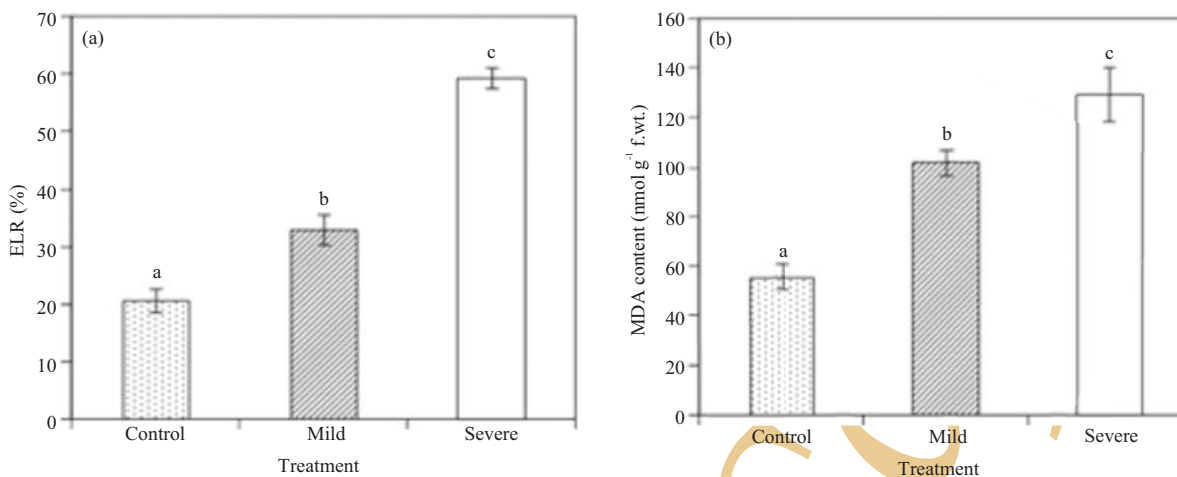 (a)
ELR (%)
70
60
50
40
30
20
10
0
a
b
c
Control Mild Severe
Treatment
(b)
MDA content (nmol g⁻¹ f.wt.)
160
140
120
100
80
60
40
20
0
a
b
c
Control Mild Severe
Treatment